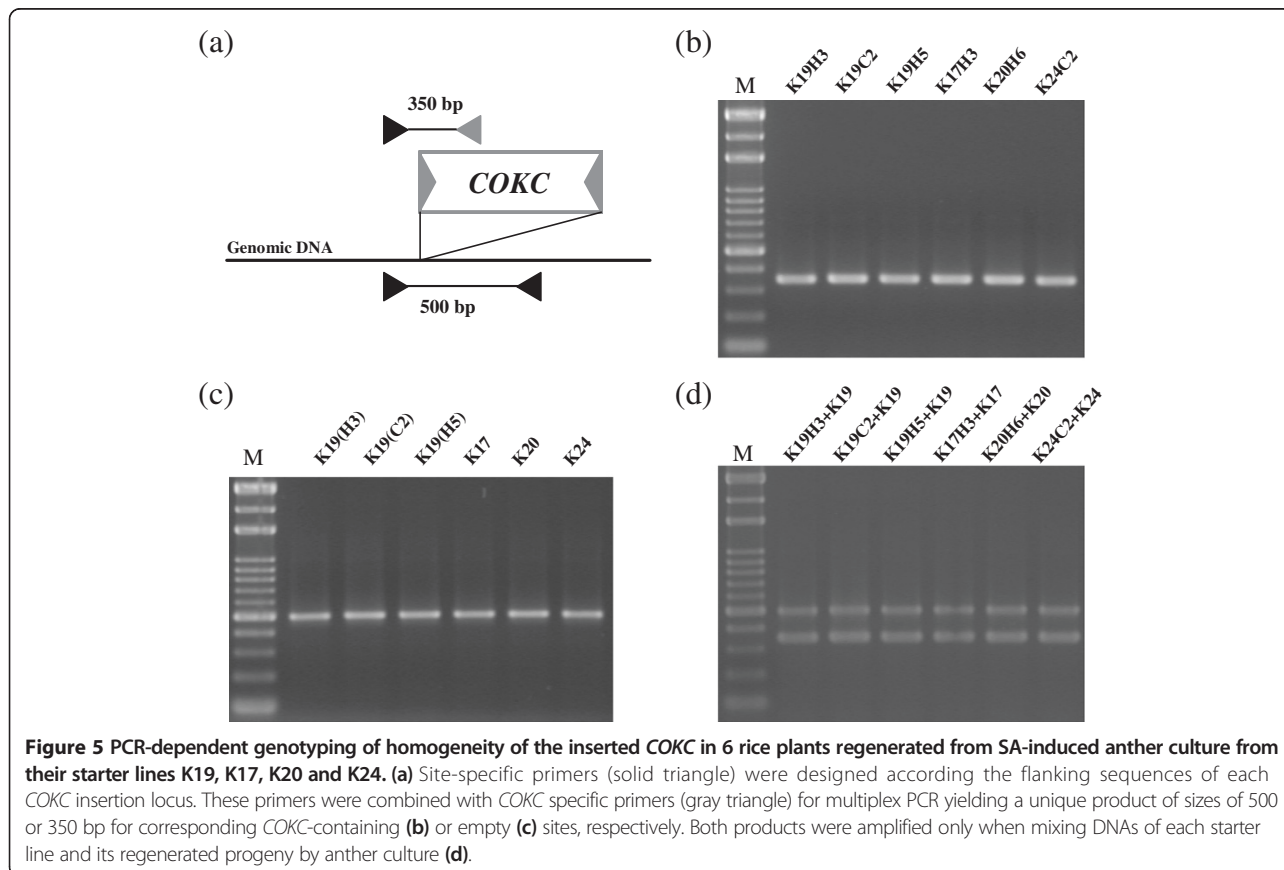 (a)
350 bp
COKC
Genomic DNA
500 bp
(b)
M
K19H3
K19C2
K19H5
K17H3
K20H6
K24C2
(c)
M
K19(H3)
K19(C2)
K19(H5)
K17
K20
K24
(d)
M
K19H3+K19
K19C2+K19
K19H5+K19
K17H3+K17
K20H6+K20
K24C2+K24
Figure 5 PCR-dependent genotyping of homogeneity of the inserted COKC in 6 rice plants regenerated from SA-induced anther culture from
their starter lines K19, K17, K20 and K24. (a) Site-specific primers (solid triangle) were designed according the flanking sequences of each
COKC insertion locus. These primers were combined with COKC specific primers (gray triangle) for multiplex PCR yielding a unique product of sizes of 500
or 350 bp for corresponding COKC-containing (b) or empty (c) sites, respectively. Both products were amplified only when mixing DNAs of each starter
line and its regenerated progeny by anther culture (d).